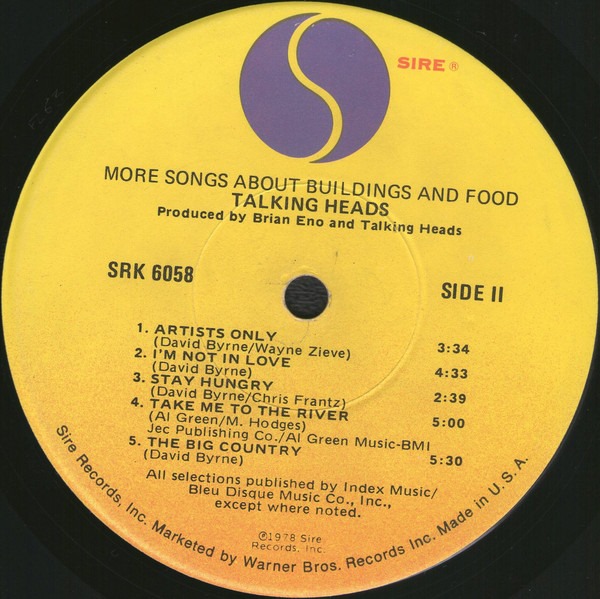 SIRE ®
MORE SONGS ABOUT BUILDINGS AND FOOD
TALKING HEADS
Produced by Brian Eno and Talking Heads
SRK 6058
SIDE II
1. ARTISTS ONLY
(David Byrne/Wayne Zieve) 3:34
2. I'M NOT IN LOVE
(David Byrne) 4:33
3. STAY HUNGRY
(David Byrne/Chris Frantz) 2:39
4. TAKE ME TO THE RIVER 5:00
(Al Green/M. Hodges)
Jec Publishing Co./Al Green Music-BMI
5. THE BIG COUNTRY
(David Byrne) 5:30
All selections published by Index Music/
Bleu Disque Music Co., Inc.,
except where noted.
℗1978 Sire
Records, Inc.
Sire Records, Inc. Marketed by Warner Bros. Records Inc. Made in U.S.A.